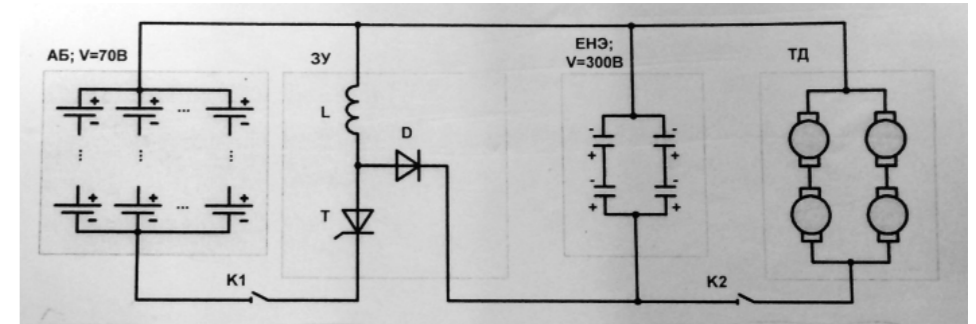 АБ; V=70В
ЗУ
ЕНЭ;
V=300В
ТД
L
D
T
K1
K2
+ + ... +
- - -
... ... ...
+ + ... +
- - -
- -
+ +
- -
+ +